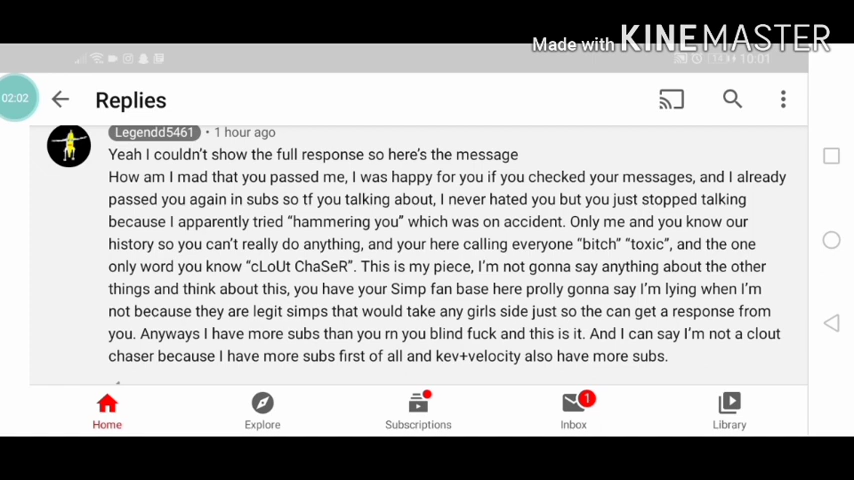 Made with KINEMASTER
10:01
02:02
Replies
Legendd5461 • 1 hour ago
Yeah I couldn't show the full response so here's the message
How am I mad that you passed me, I was happy for you if you checked your messages, and I already
passed you again in subs so tf you talking about, I never hated you but you just stopped talking
because I apparently tried “hammering you” which was on accident. Only me and you know our
history so you can't really do anything, and your here calling everyone “bitch” “toxic”, and the one
only word you know “cLoUt ChaSeR”. This is my piece, I'm not gonna say anything about the other
things and think about this, you have your Simp fan base here prolly gonna say I'm lying when I'm
not because they are legit simps that would take any girls side just so the can get a response from
you. Anyways I have more subs than you rn you blind fuck and this is it. And I can say I'm not a clout
chaser because I have more subs first of all and kev+velocity also have more subs.
1
Home Explore Subscriptions Inbox Library